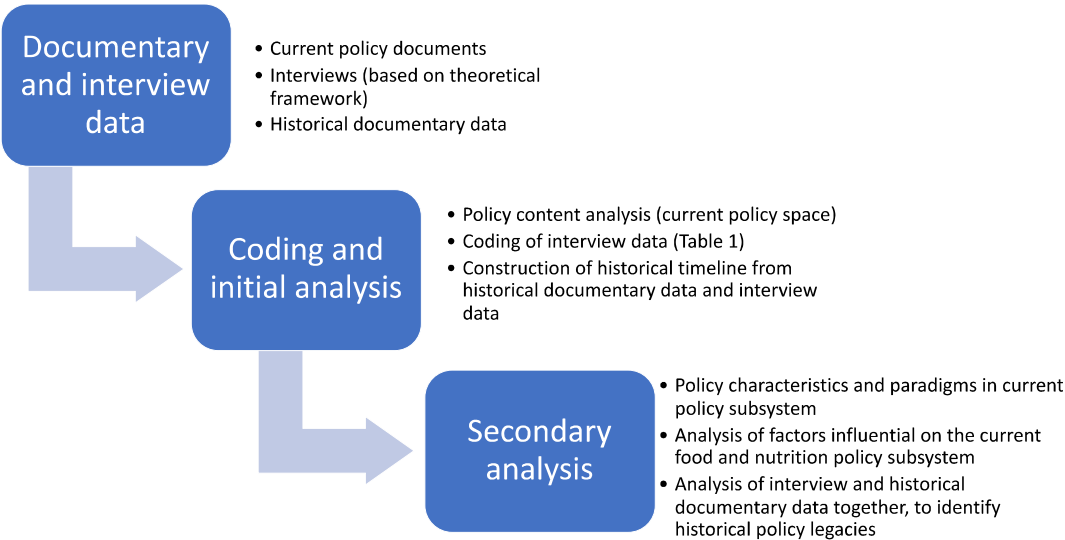 Documentary
and interview
data
• Current policy documents
• Interviews (based on theoretical
framework)
• Historical documentary data
Coding and
initial analysis
• Policy content analysis (current policy space)
• Coding of interview data (Table 1)
• Construction of historical timeline from
historical documentary data and interview
data
Secondary
analysis
• Policy characteristics and paradigms in current
policy subsystem
• Analysis of factors influential on the current
food and nutrition policy subsystem
• Analysis of interview and historical
documentary data together, to identify
historical policy legacies